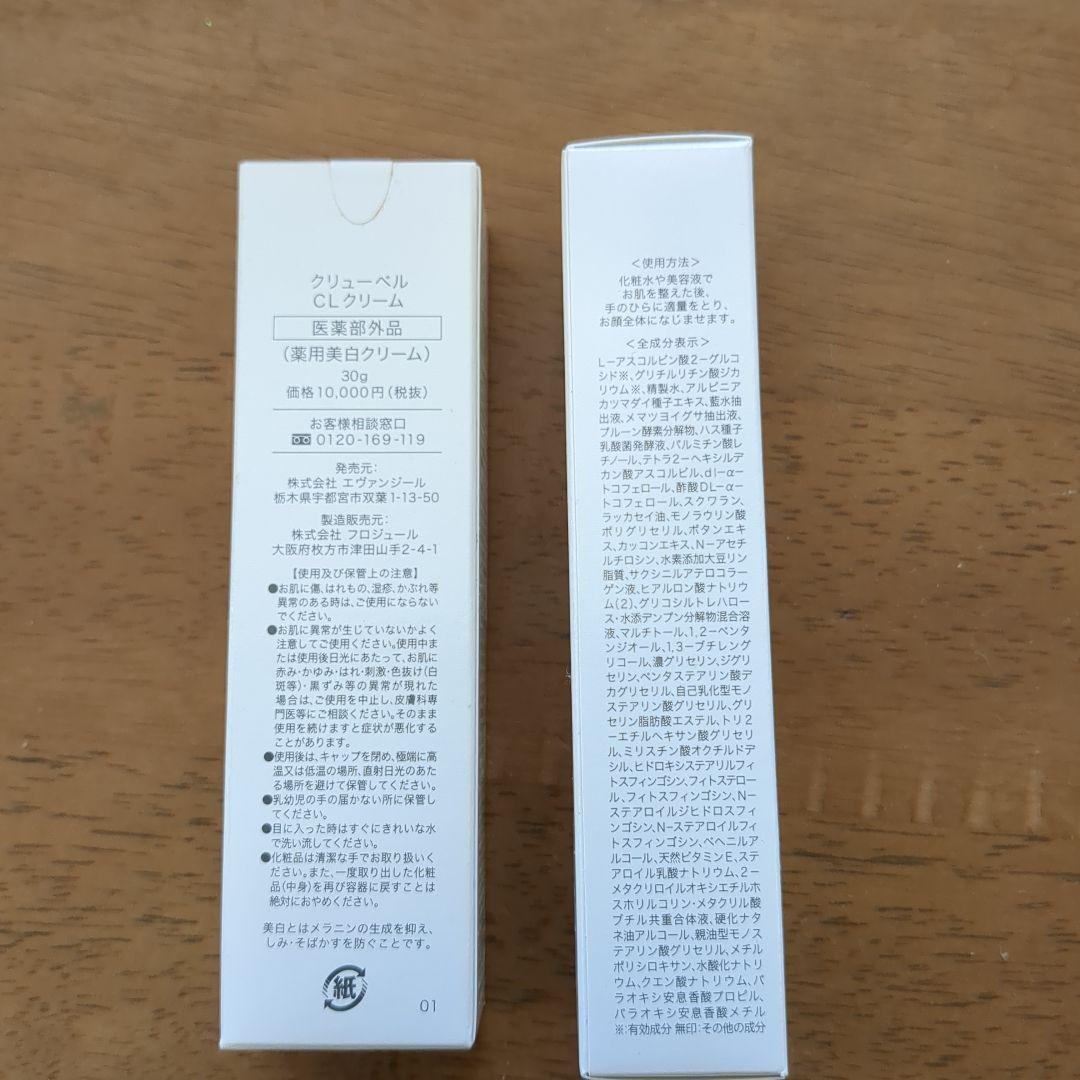 クリューベル
CLクリーム
医薬部外品
(薬用美白クリーム)
30g
価格10,000円(税抜)
お客様相談窓口
0120-169-119
発売元:
株式会社 エヴァンジール
栃木県宇都宮市双葉1-13-50
製造販売元:
株式会社 フロジュール
大阪府枚方市津田山手2-4-1
【使用及び保管上の注意】
●お肌に傷、はれもの、湿疹、かぶれ等
異常のある時は、ご使用にならない
でください。
●お肌に異常が生じていないかよく
注意してご使用ください。使用中ま
たは使用後日光にあたって、お肌に
赤み・かゆみ・はれ・刺激・色抜け(白
斑等)・黒ずみ等の異常が現れた
場合は、ご使用を中止し、皮膚科専
門医等にご相談ください。そのまま
使用を続けますと症状が悪化する
ことがあります。
●使用後は、キャップを閉め、極端に高
温又は低温の場所、直射日光のあた
る場所を避けて保管してください。
●乳幼児の手の届かない所に保管し
てください。
●目に入った時はすぐにきれいな水
で洗い流してください。
●化粧品は清潔な手でお取り扱いく
ださい。また、一度取り出した化粧
品(中身)を再び容器に戻すことは
絶対におやめください。
美白とはメラニンの生成を抑え、
しみ・そばかすを防ぐことです。
紙
01
<使用方法>
化粧水や美容液で
お肌を整えた後、
手のひらに適量をとり、
お顔全体になじませます。
<全成分表示>
L-アスコルビン酸2-グルコ
シド※、グリチルリチン酸ジカ
リウム※、精製水、アルピニア
カツマダイ種子エキス、藍水抽
出液、メマツヨイグサ抽出液、
プルーン酵素分解物、ハス種子
乳酸菌発酵液、パルミチン酸レ
チノール、テトラ2-ヘキシルデ
カン酸アスコルビル、dl-α-
トコフェロール、酢酸DL-α-ト
コフェロール、スクワラン、
ラッカセイ油、モノラウリン酸
ポリグリセリル、ボタンエキ
ス、カッコンエキス、N-アセチ
ルチロシン、水素添加大豆リン
脂質、サクシニルアテロコラー
ゲン液、ヒアルロン酸ナトリウ
ム(2)、グリコシルトレハロー
ス・水添デンプン分解物混合溶
液、マルチトール、1,2-ペンタ
ンジオール、1,3-ブチレング
リコール、濃グリセリン、ジグリ
セリン、ペンタステアリン酸デ
カグリセリル、自己乳化型モノ
ステアリン酸グリセリル、グリ
セリン脂肪酸エステル、トリ2
-エチルヘキサン酸グリセリ
ル、ミリスチン酸オクチルドデ
シル、ヒドロキシステアリルフィ
トスフィンゴシン、フィトステロー
ル、フィトスフィンゴシン、N-
ステアロイルジヒドロスフィ
ンゴシン、N-ステアロイルフィ
トスフィンゴシン、ベヘニルア
ルコール、天然ビタミンE、ステ
アロイル乳酸ナトリウム、2-
メタクリロイルオキシエチルホ
スホリルコリン・メタクリル酸
ブチル共重合体液、硬化ナタ
ネ油アルコール、親油型モノス
テアリン酸グリセリル、メチル
ポリシロキサン、水酸化ナトリ
ウム、クエン酸ナトリウム、パ
ラオキシ安息香酸プロピル、
パラオキシ安息香酸メチル
※:有効成分 無印:その他の成分